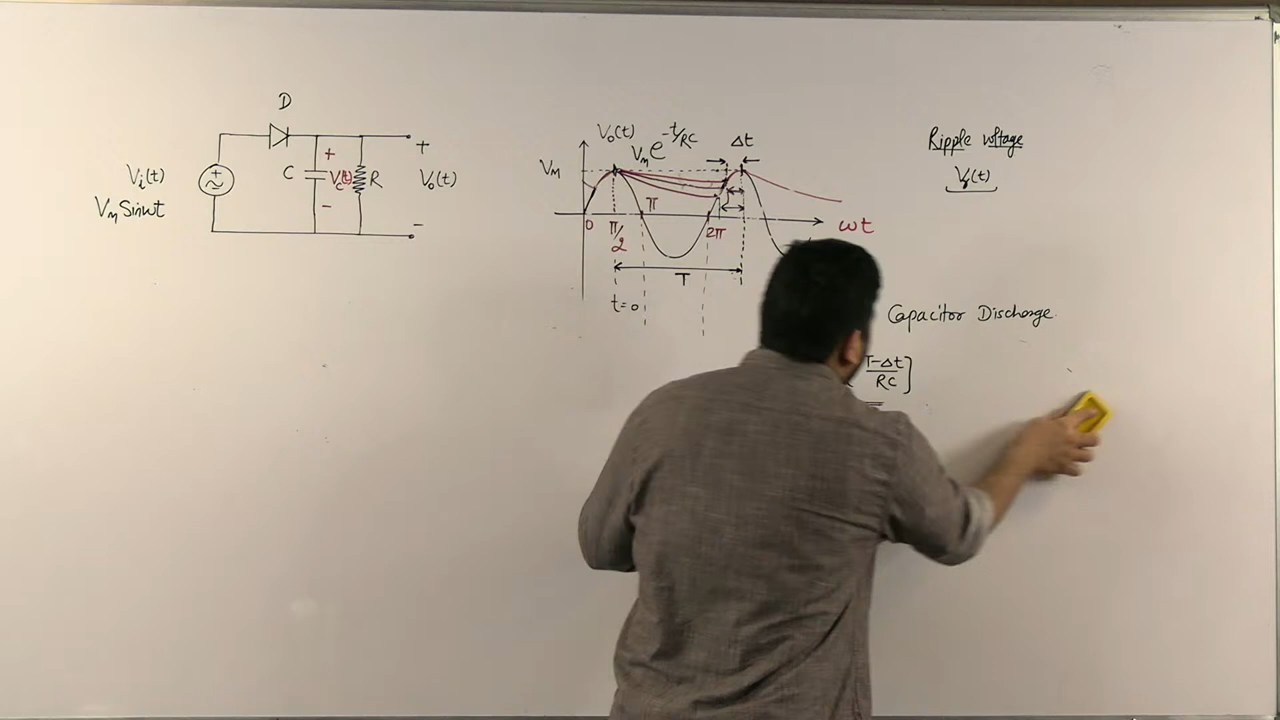 D
Vi(t)
VM Sinωt
+
~
C
+
Vc(t)
-
R
+
Vo(t)
-
Vo(t)
VM e^-t/RC
Δt
VM
0
π/2
π
2π
ωt
T
t=0
Ripple voltage
Vr(t)
Capacitor Discharge
T-Δt
RC